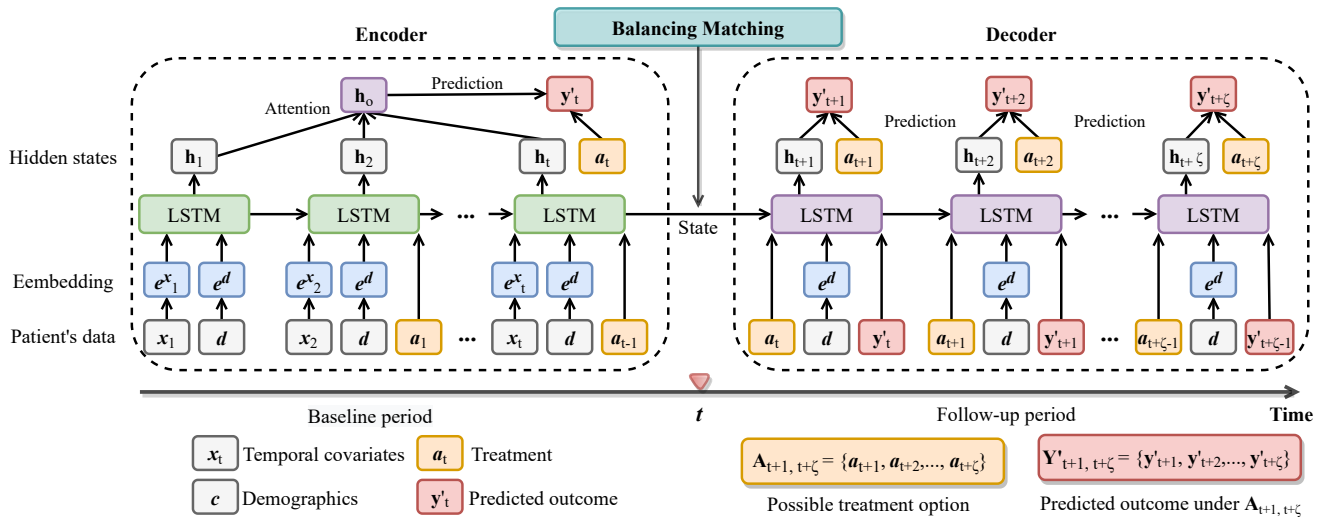 Balancing Matching
Encoder
Decoder
h_o
Prediction
y'_t
Attention
y'_t+1
y'_t+2
y'_t+ζ
Prediction
Prediction
Hidden states
h_1
h_2
h_t
a_t
h_t+1
a_t+1
h_t+2
a_t+2
h_t+ ζ
a_t+ζ
LSTM
LSTM
...
LSTM
State
LSTM
LSTM
...
LSTM
Eembedding
e^x_1
e^d
e^x_2
e^d
e^x_t
e^d
e^d
e^d
e^d
Patient's data
x_1
d
x_2
d
a_1
...
x_t
d
a_t-1
a_t
d
y'_t
a_t+1
d
y'_t+1
...
a_t+ζ-1
d
y'_t+ζ-1
Baseline period
t
Follow-up period
Time
x_t Temporal covariates
a_t Treatment
c Demographics
y'_t Predicted outcome
A_t+1, t+ζ = {a_t+1, a_t+2,..., a_t+ζ}
Possible treatment option
Y'_t+1, t+ζ = {y'_t+1, y'_t+2,..., y'_t+ζ}
Predicted outcome under A_t+1, t+ζ